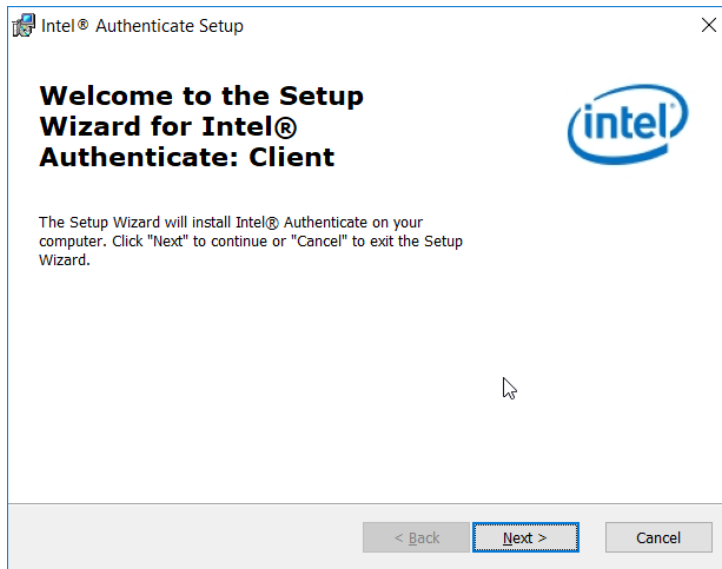 Intel® Authenticate Setup
Welcome to the Setup
Wizard for Intel®
Authenticate: Client
intel
The Setup Wizard will install Intel® Authenticate on your
computer. Click "Next" to continue or "Cancel" to exit the Setup
Wizard.
< Back
Next >
Cancel